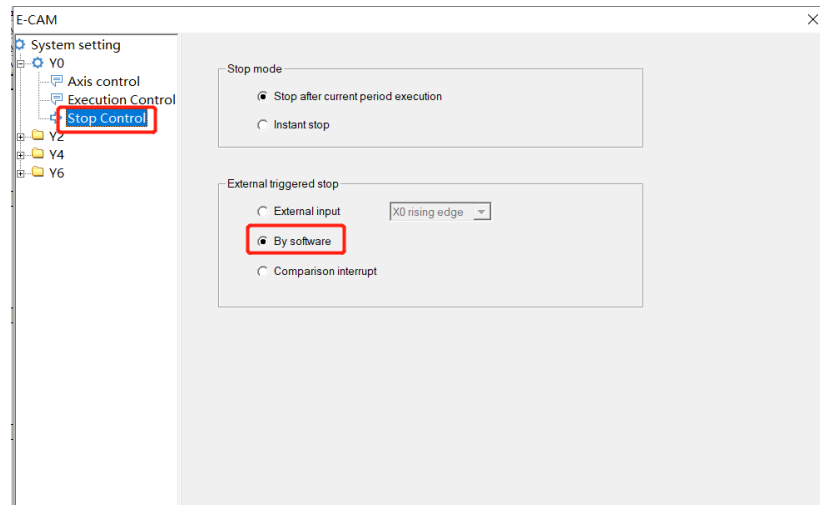 E-CAM
System setting
Y0
Axis control
Execution Control
Stop Control
Y2
Y4
Y6
Stop mode
Stop after current period execution
Instant stop
External triggered stop
External input X0 rising edge
By software
Comparison interrupt